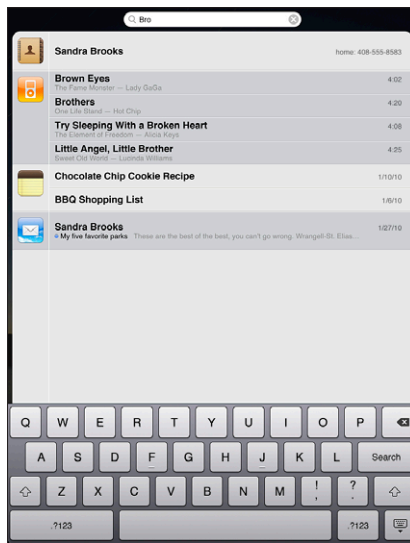 Bro
Sandra Brooks home: 408-555-8583
Brown Eyes 4:02
The Fame Monster — Lady GaGa
Brothers 4:20
One Life Stand — Hot Chip
Try Sleeping With a Broken Heart 4:08
The Element of Freedom — Alicia Keys
Little Angel, Little Brother 4:25
Sweet Old World — Lucinda Williams
Chocolate Chip Cookie Recipe 1/10/10
BBQ Shopping List 1/6/10
Sandra Brooks 1/27/10
My five favorite parks These are the best of the best, you can't go wrong. Wrangell-St. Elias...
Q W E R T Y U I O P
A S D F G H J K L Search
Z X C V B N M ! , ? .
.?123 .?123